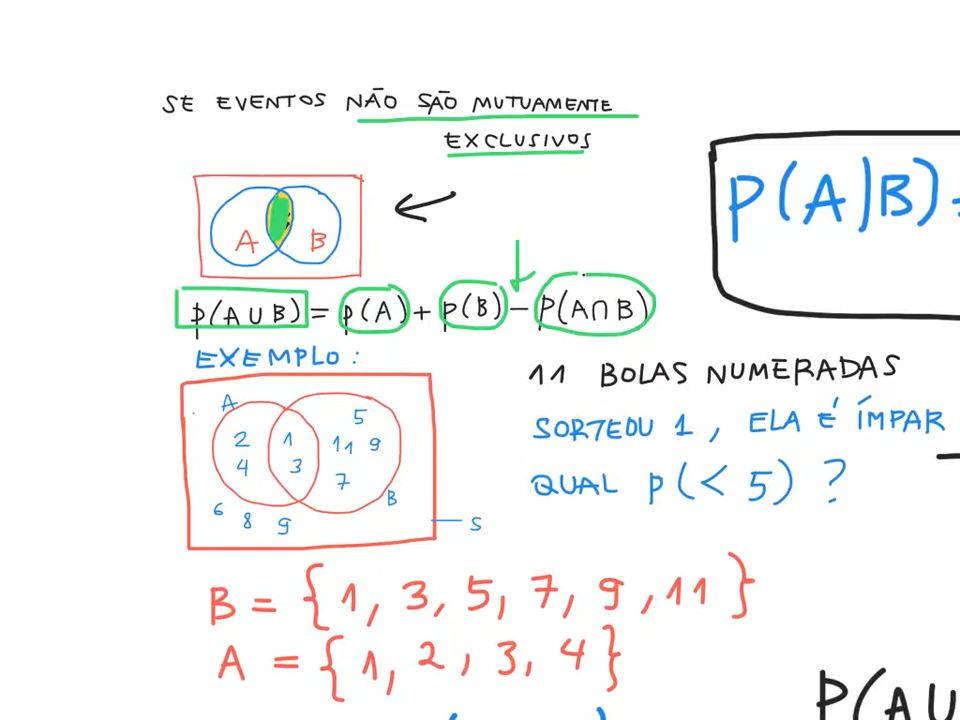 SE EVENTOS NÃO SÃO MUTUAMENTE
EXCLUSIVOS
A B
p(A∪B) = p(A) + p(B) - p(A∩B)
P(A|B) =
EXEMPLO:
A
2 1 5
11 9
4 3
7
B
6 8 9
S
11 BOLAS NUMERADAS
SORTEOU 1, ELA É ÍMPAR
QUAL p(< 5) ?
B = {1, 3, 5, 7, 9, 11}
A = {1, 2, 3, 4}
P(A∪